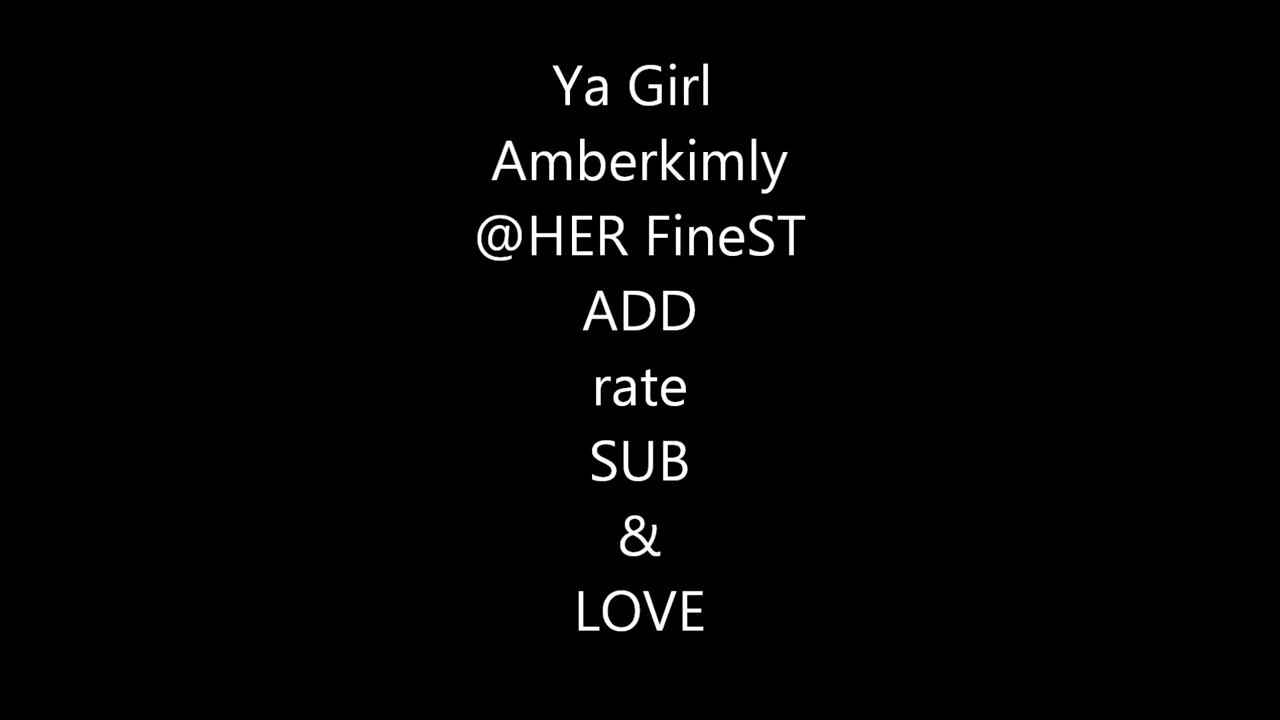 Ya Girl
Amberkimly
@HER FineST
ADD
rate
SUB
&
LOVE